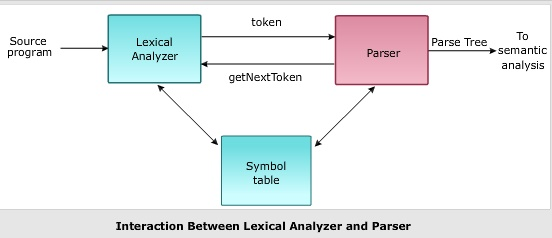 Source
program
Lexical
Analyzer
token
getNextToken
Parser
Parse Tree
To
semantic
analysis
Symbol
table
Interaction Between Lexical Analyzer and Parser